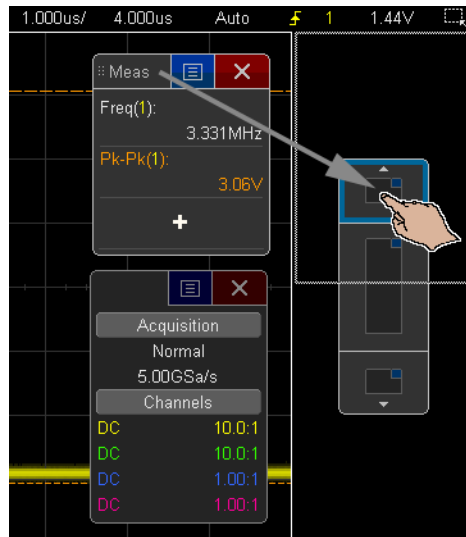 1.000us/ 4.000us Auto 1 1.44V
Meas
Freq(1):
3.331MHz
Pk-Pk(1):
3.06V
+
Acquisition
Normal
5.00GSa/s
Channels
DC 10.0:1
DC 10.0:1
DC 1.00:1
DC 1.00:1